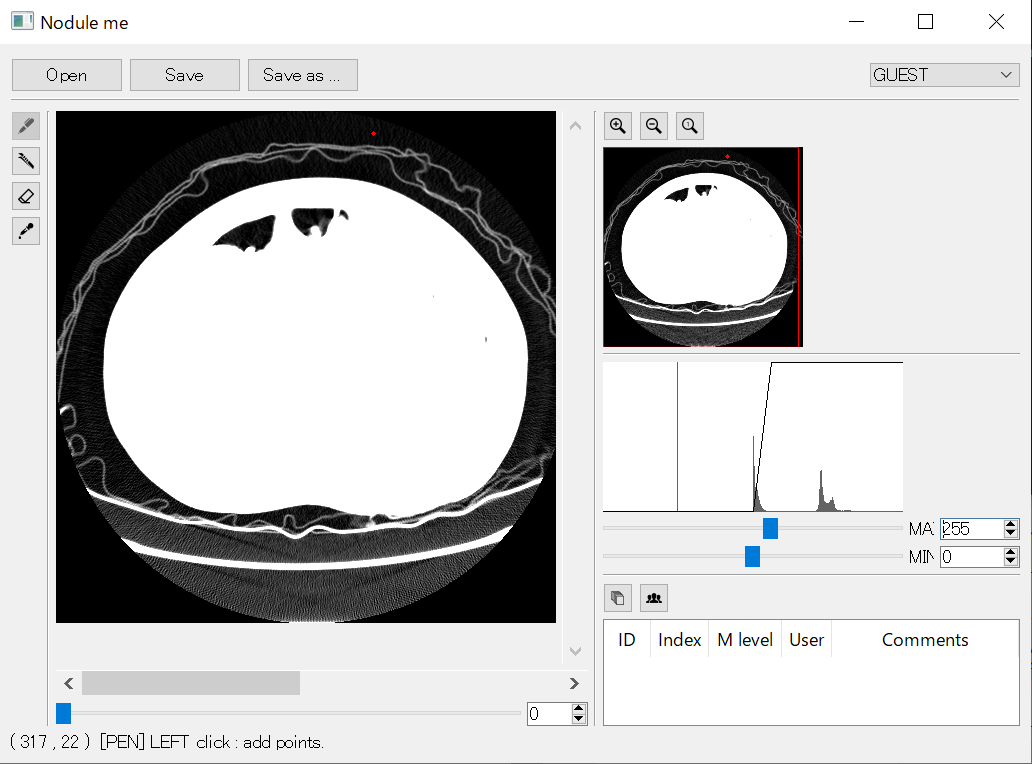 Nodule me
Open Save Save as ... GUEST
MA 255
MIN 0
ID Index M level User Comments
0
( 317 , 22 ) [PEN] LEFT click : add points.